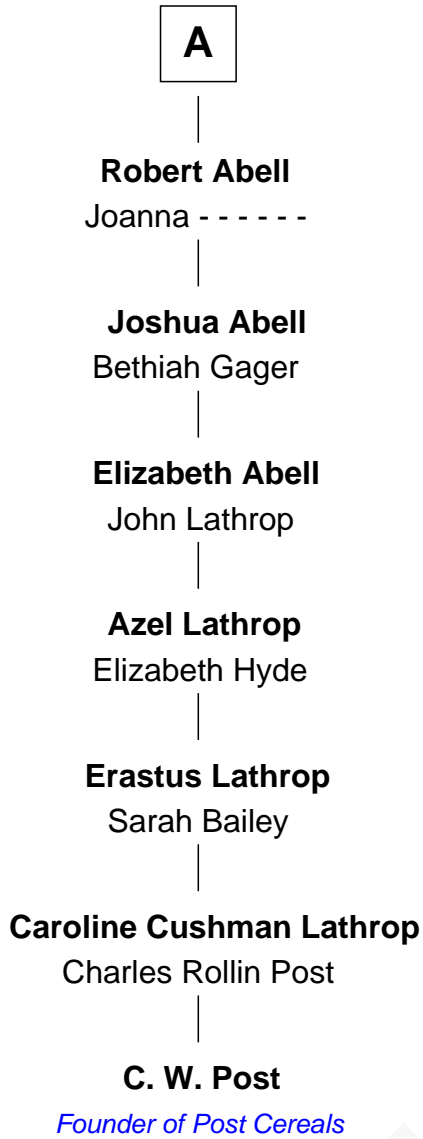 A
Robert Abell
Joanna - - - - - -
Joshua Abell
Bethiah Gager
Elizabeth Abell
John Lathrop
Azel Lathrop
Elizabeth Hyde
Erastus Lathrop
Sarah Bailey
Caroline Cushman Lathrop
Charles Rollin Post
C. W. Post
Founder of Post Cereals